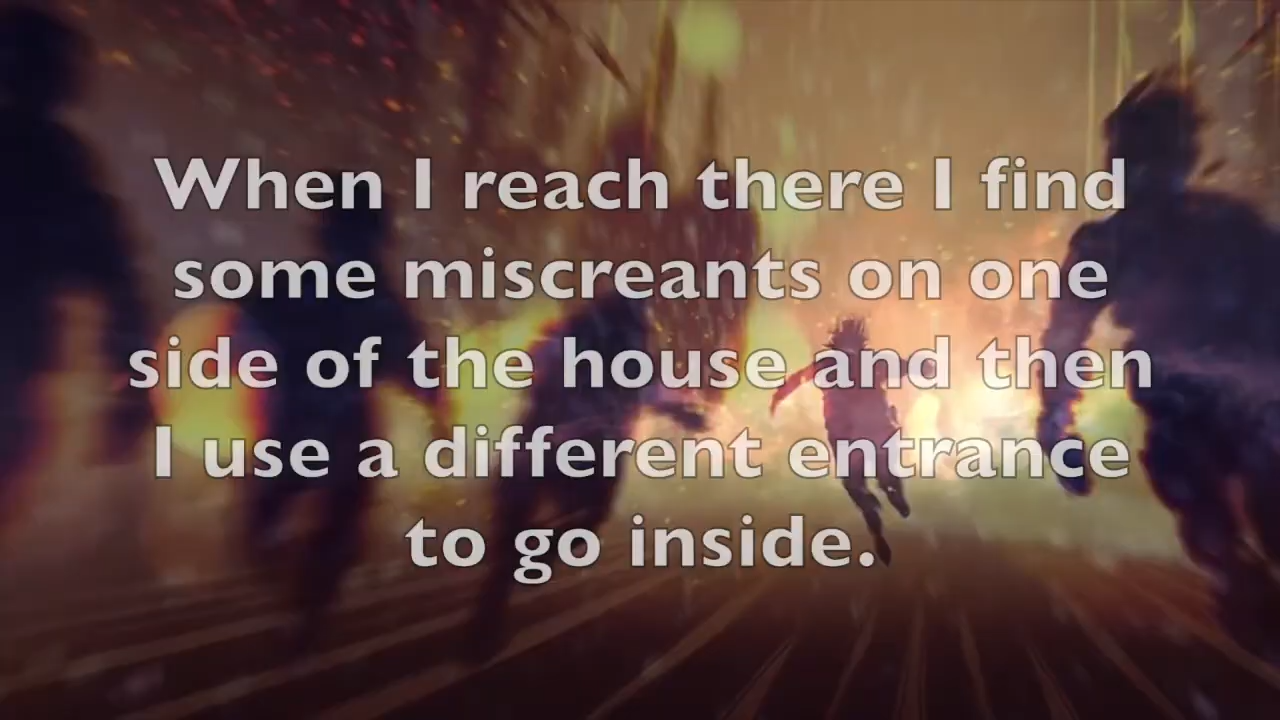 When I reach there I find
some miscreants on one
side of the house and then
I use a different entrance
to go inside.